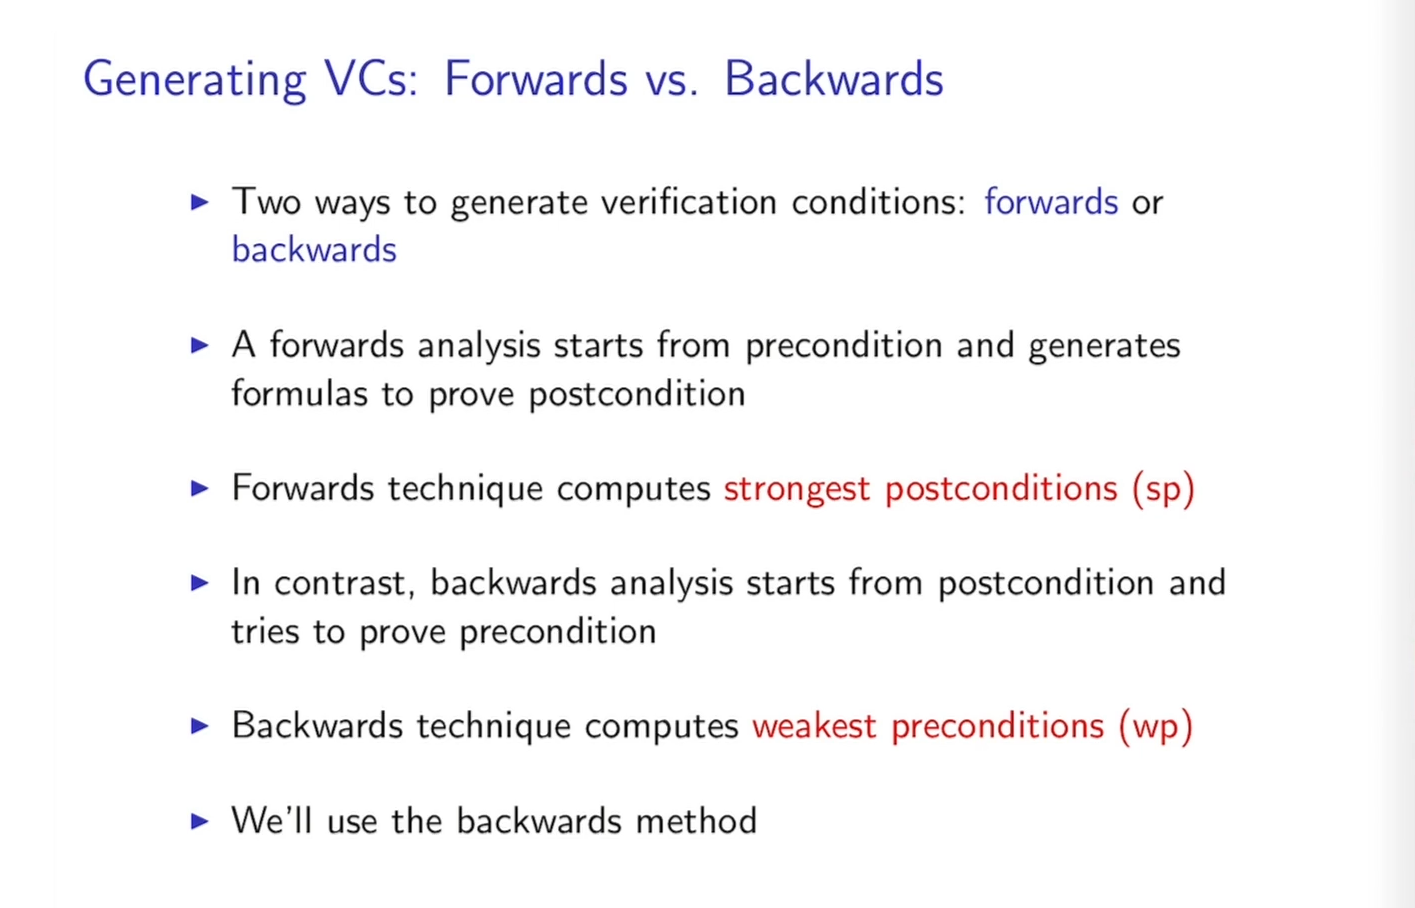 Generating VCs: Forwards vs. Backwards
▶ Two ways to generate verification conditions: forwards or
backwards
▶ A forwards analysis starts from precondition and generates
formulas to prove postcondition
▶ Forwards technique computes strongest postconditions (sp)
▶ In contrast, backwards analysis starts from postcondition and
tries to prove precondition
▶ Backwards technique computes weakest preconditions (wp)
▶ We'll use the backwards method